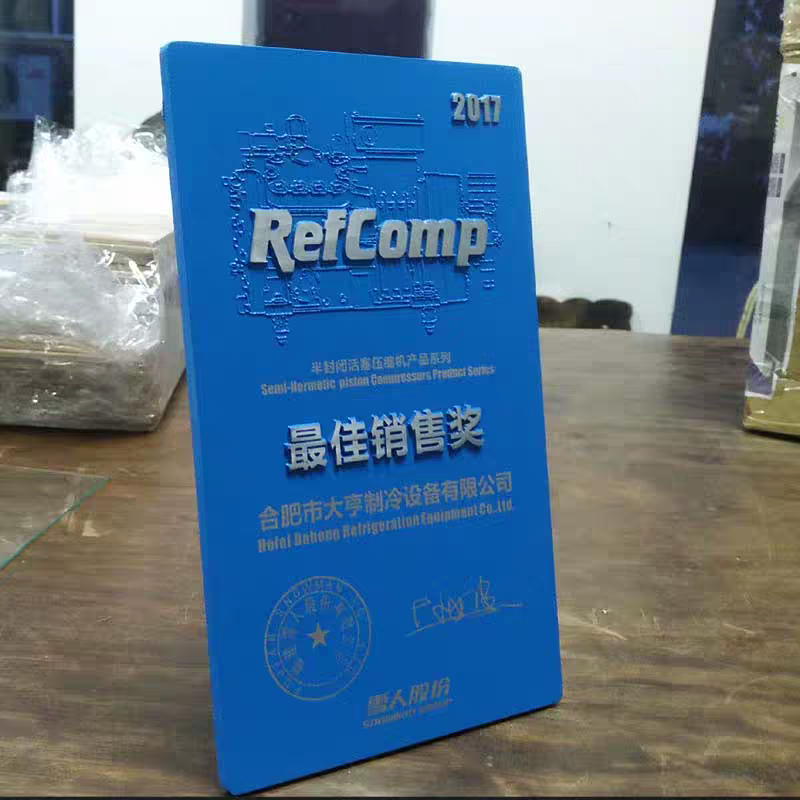 2017
RefComp
半封闭活塞压缩机产品系列
Semi-Hermetic piston Compressors Product Series
最佳销售奖
合肥市大亨制冷设备有限公司
Hefei Daheng Refrigeration Equipment Co.,Ltd.
雪人股份